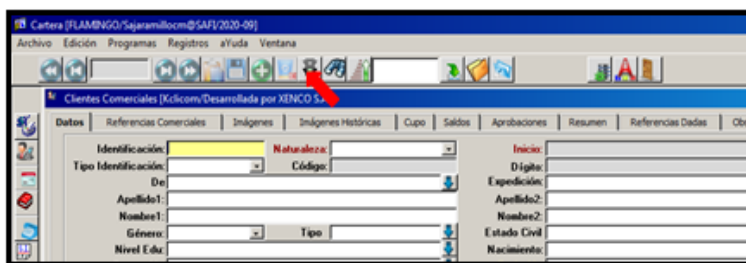 Cartera [FLAMINGO/Sajaramillocm@SAFI/2020-09]
Archivo Edición Programas Registros aYuda Ventana
Clientes Comerciales [Kclicom/Desarrollada por XENCO S.A
Datos Referencias Comerciales Imágenes Imágenes Históricas Cupo Saldos Aprobaciones Resumen Referencias Dadas
Identificación: Naturaleza: Inicio:
Tipo Identificación: Código: Dígito:
De Expedición:
Apellido1: Apellido2:
Nombre1: Nombre2:
Género: Tipo Estado Civil
Nivel Edu: Nacimiento: